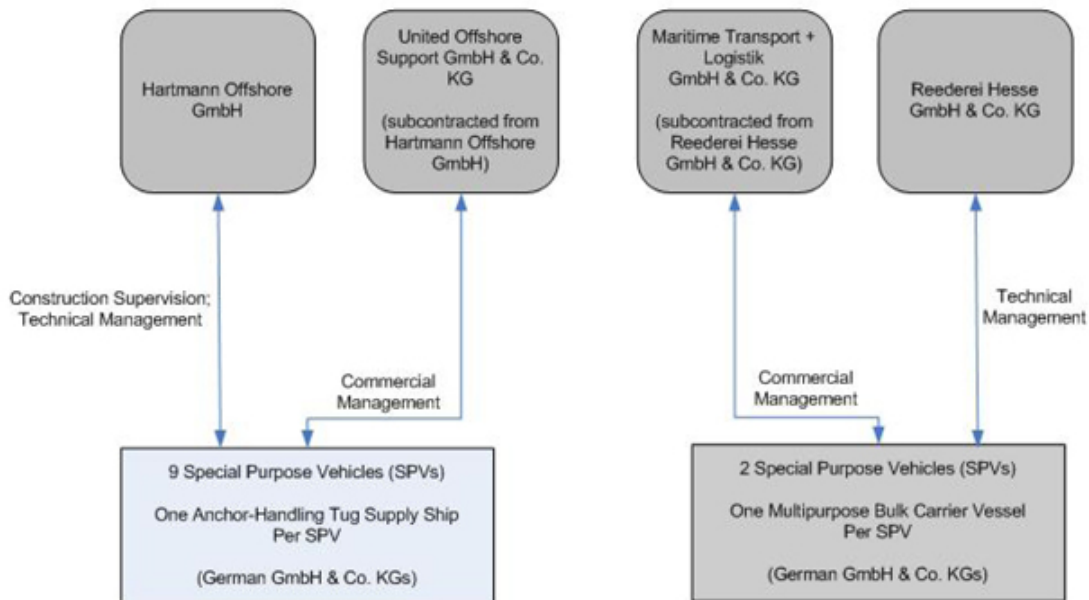 Hartmann Offshore
GmbH
United Offshore
Support GmbH & Co.
KG
(subcontracted from
Hartmann Offshore
GmbH)
Maritime Transport +
Logistik
GmbH & Co. KG
(subcontracted from
Reederei Hesse
GmbH & Co. KG)
Reederei Hesse
GmbH & Co. KG
Construction Supervision;
Technical Management
Commercial
Management
Commercial
Management
Technical
Management
9 Special Purpose Vehicles (SPVs)
One Anchor-Handling Tug Supply Ship
Per SPV
(German GmbH & Co. KGs)
2 Special Purpose Vehicles (SPVs)
One Multipurpose Bulk Carrier Vessel
Per SPV
(German GmbH & Co. KGs)